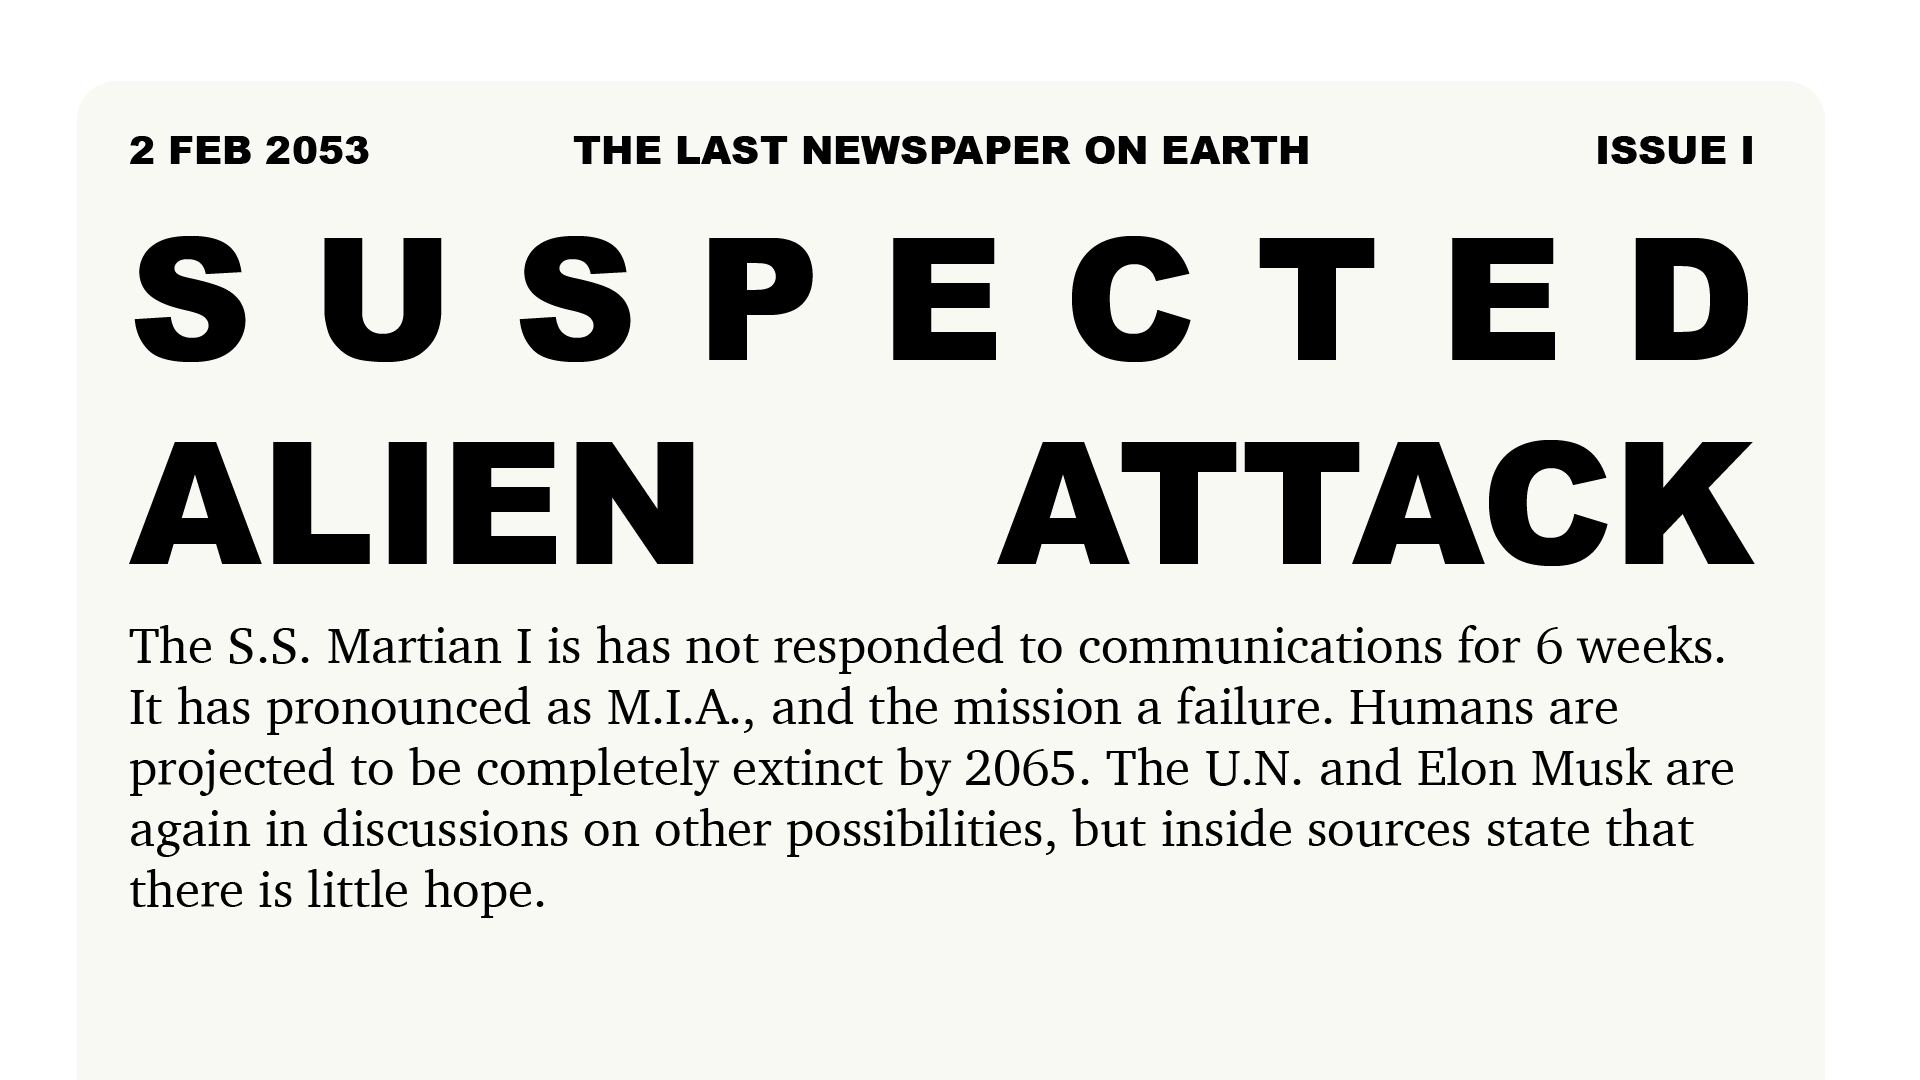 2 FEB 2053 THE LAST NEWSPAPER ON EARTH ISSUE I
SUSPECTED
ALIEN ATTACK
The S.S. Martian I is has not responded to communications for 6 weeks.
It has pronounced as M.I.A., and the mission a failure. Humans are
projected to be completely extinct by 2065. The U.N. and Elon Musk are
again in discussions on other possibilities, but inside sources state that
there is little hope.